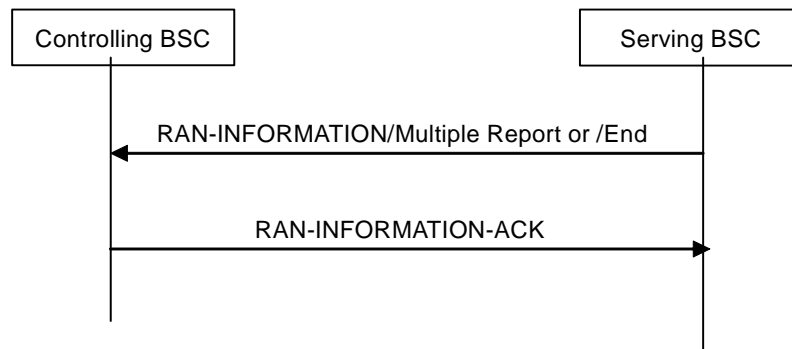 Controlling BSC
Serving BSC
RAN-INFORMATION/Multiple Report or /End
RAN-INFORMATION-ACK